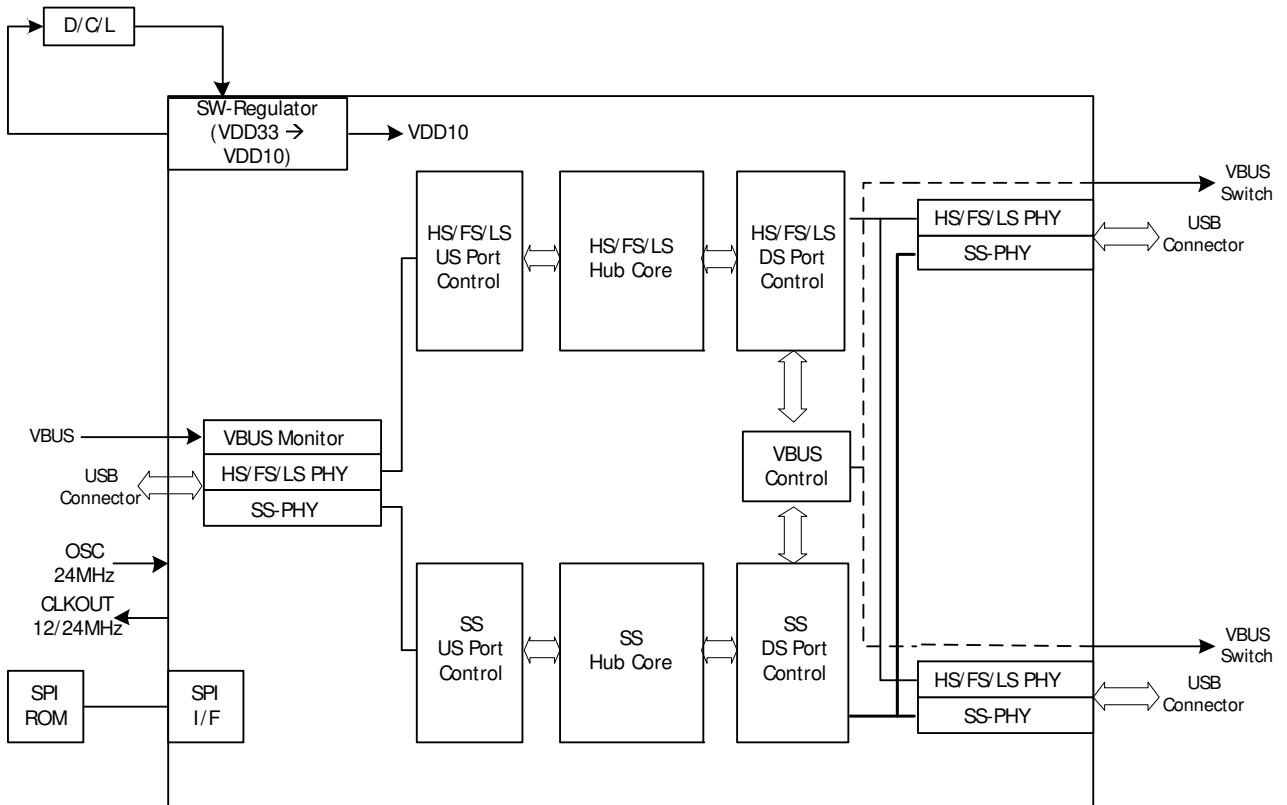 D/C/L
SW-Regulator
(VDD33 →
VDD10)
VDD10
HS/FS/LS
US Port
Control
HS/FS/LS
Hub Core
HS/FS/LS
DS Port
Control
VBUS
Switch
HS/FS/LS PHY
SS-PHY
USB
Connector
VBUS
VBUS Monitor
HS/FS/LS PHY
SS-PHY
USB
Connector
VBUS
Control
OSC
24MHz
CLKOUT
12/24MHz
SS
US Port
Control
SS
Hub Core
SS
DS Port
Control
VBUS
Switch
HS/FS/LS PHY
SS-PHY
USB
Connector
SPI
ROM
SPI
I/F